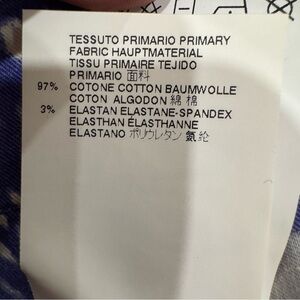 TESSUTO PRIMARIO PRIMARY
FABRIC HAUPTMATERIAL
TISSU PRIMAIRE TEJIDO
PRIMARIO 面料
97% COTONE COTTON BAUMWOLLE
COTON ALGODON 綿 棉
3% ELASTAN ELASTANE-SPANDEX
ELASTHAN ÉLASTHANNE
ELASTANO ポリウレタン 氨纶